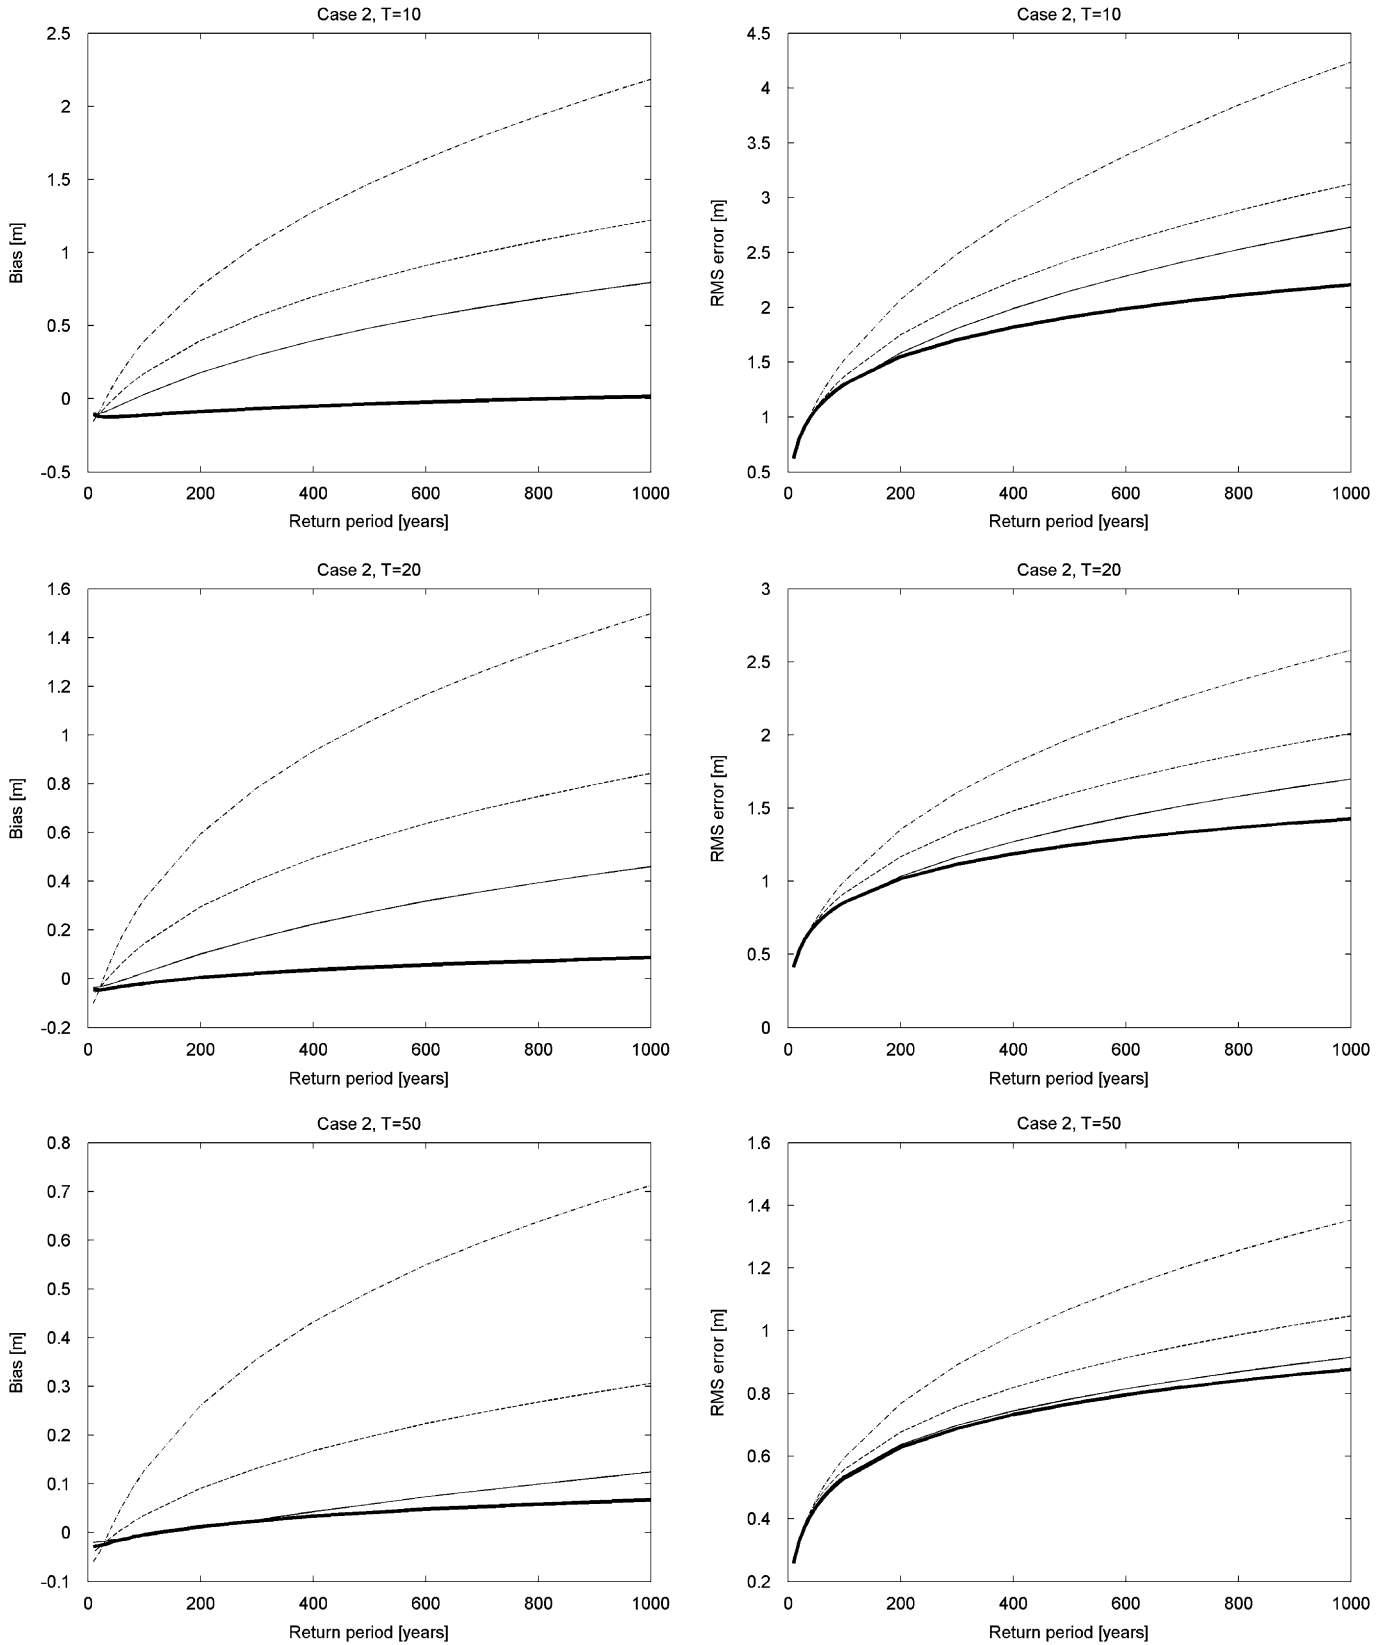 Case 2, T=10
2.5
2
1.5
1
0.5
0
-0.5
Bias [m]
0 200 400 600 800 1000
Return period [years]
Case 2, T=10
4.5
4
3.5
3
2.5
2
1.5
1
0.5
RMS error [m]
0 200 400 600 800 1000
Return period [years]
Case 2, T=20
1.6
1.4
1.2
1
0.8
0.6
0.4
0.2
0
-0.2
Bias [m]
0 200 400 600 800 1000
Return period [years]
Case 2, T=20
3
2.5
2
1.5
1
0.5
0
RMS error [m]
0 200 400 600 800 1000
Return period [years]
Case 2, T=50
0.8
0.7
0.6
0.5
0.4
0.3
0.2
0.1
0
-0.1
Bias [m]
0 200 400 600 800 1000
Return period [years]
Case 2, T=50
1.6
1.4
1.2
1
0.8
0.6
0.4
0.2
RMS error [m]
0 200 400 600 800 1000
Return period [years]